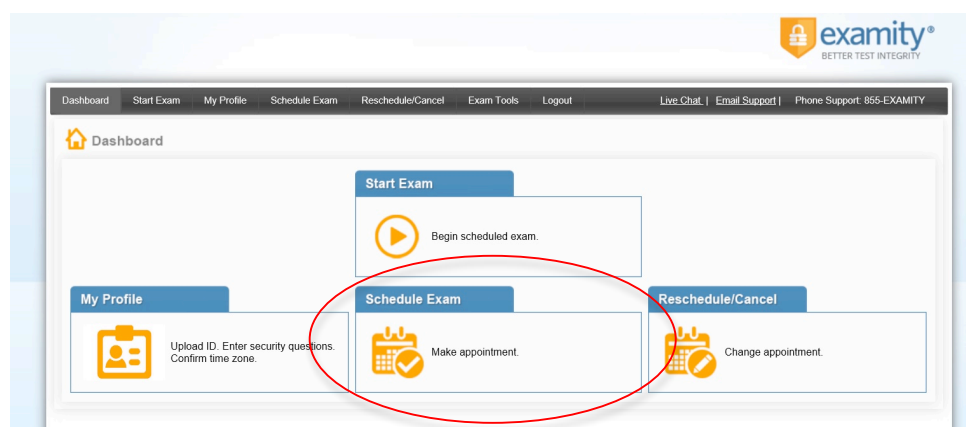 examity®
BETTER TEST INTEGRITY
Dashboard Start Exam My Profile Schedule Exam Reschedule/Cancel Exam Tools Logout Live Chat | Email Support | Phone Support: 855-EXAMITY
Dashboard
Start Exam
Begin scheduled exam.
My Profile
Upload ID. Enter security questions.
Confirm time zone.
Schedule Exam
Make appointment.
Reschedule/Cancel
Change appointment.